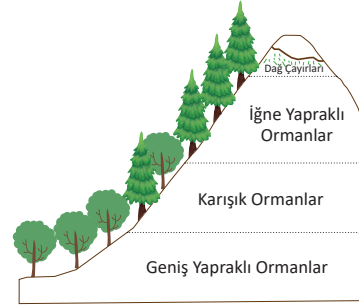 Dağ Çayırları
İğne Yapraklı
Ormanlar
Karışık Ormanlar
Geniş Yapraklı Ormanlar